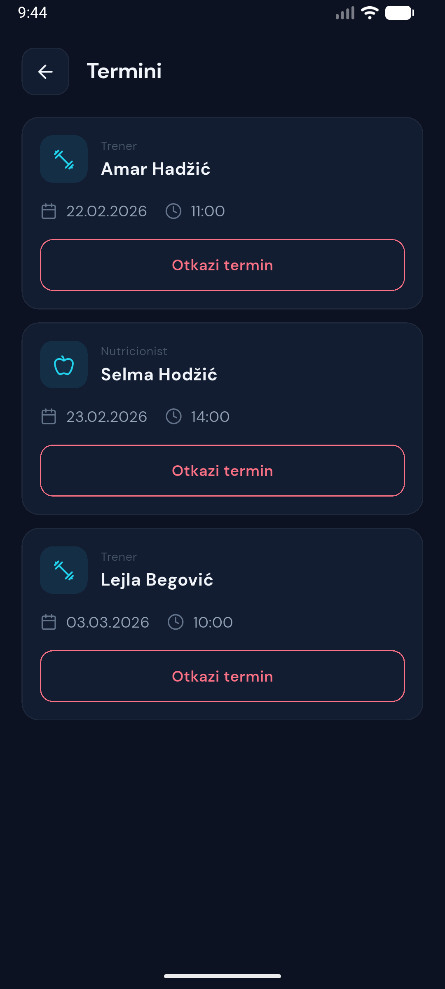 9:44
Termini
Trener
Amar Hadžić
22.02.2026 11:00
Otkazi termin
Nutricionist
Selma Hodžić
23.02.2026 14:00
Otkazi termin
Trener
Lejla Begović
03.03.2026 10:00
Otkazi termin